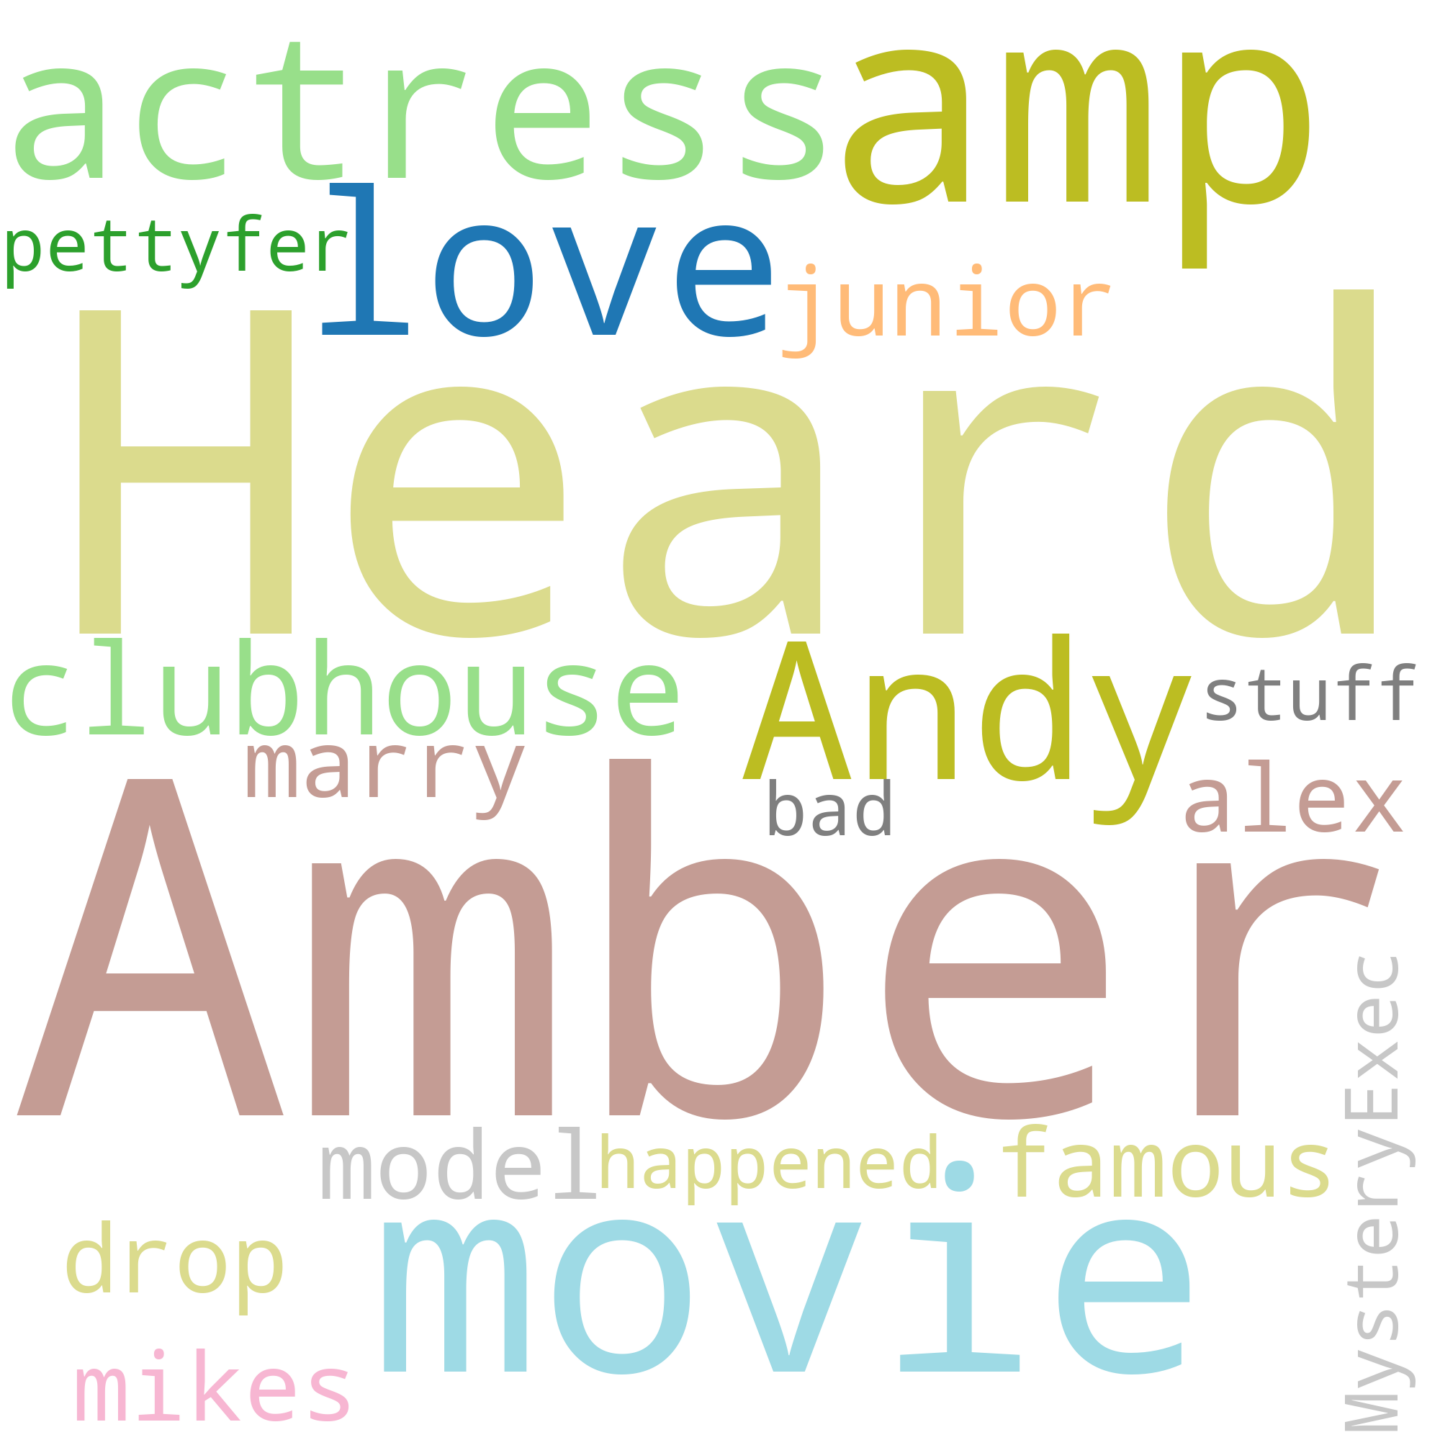 actress amp
pettyfer love junior
Heard
clubhouse Andy stuff
marry bad alex
Amber
MysteryExec
model happened famous
drop movie
mikes